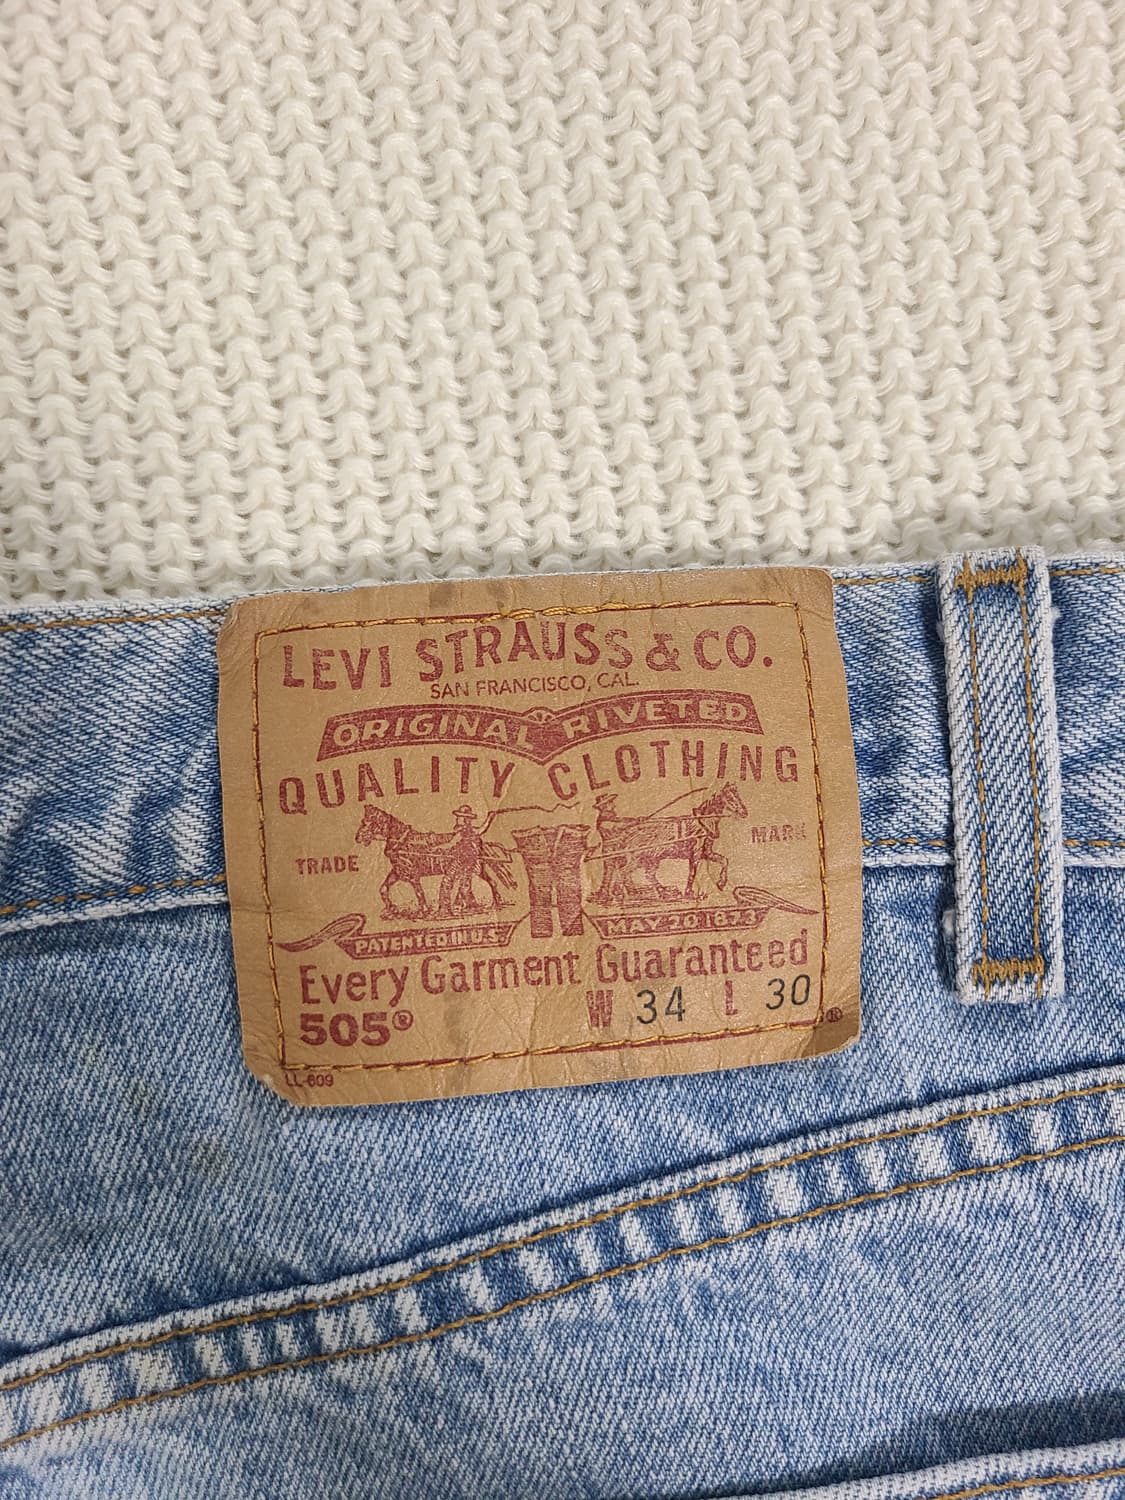 LEVI STRAUSS & CO.
SAN FRANCISCO, CAL.
ORIGINAL RIVETED
QUALITY CLOTHING
TRADE MARK
PATENTED IN U.S. MAY 20 1873
Every Garment Guaranteed
505® W 34 L 30
®
LL-609